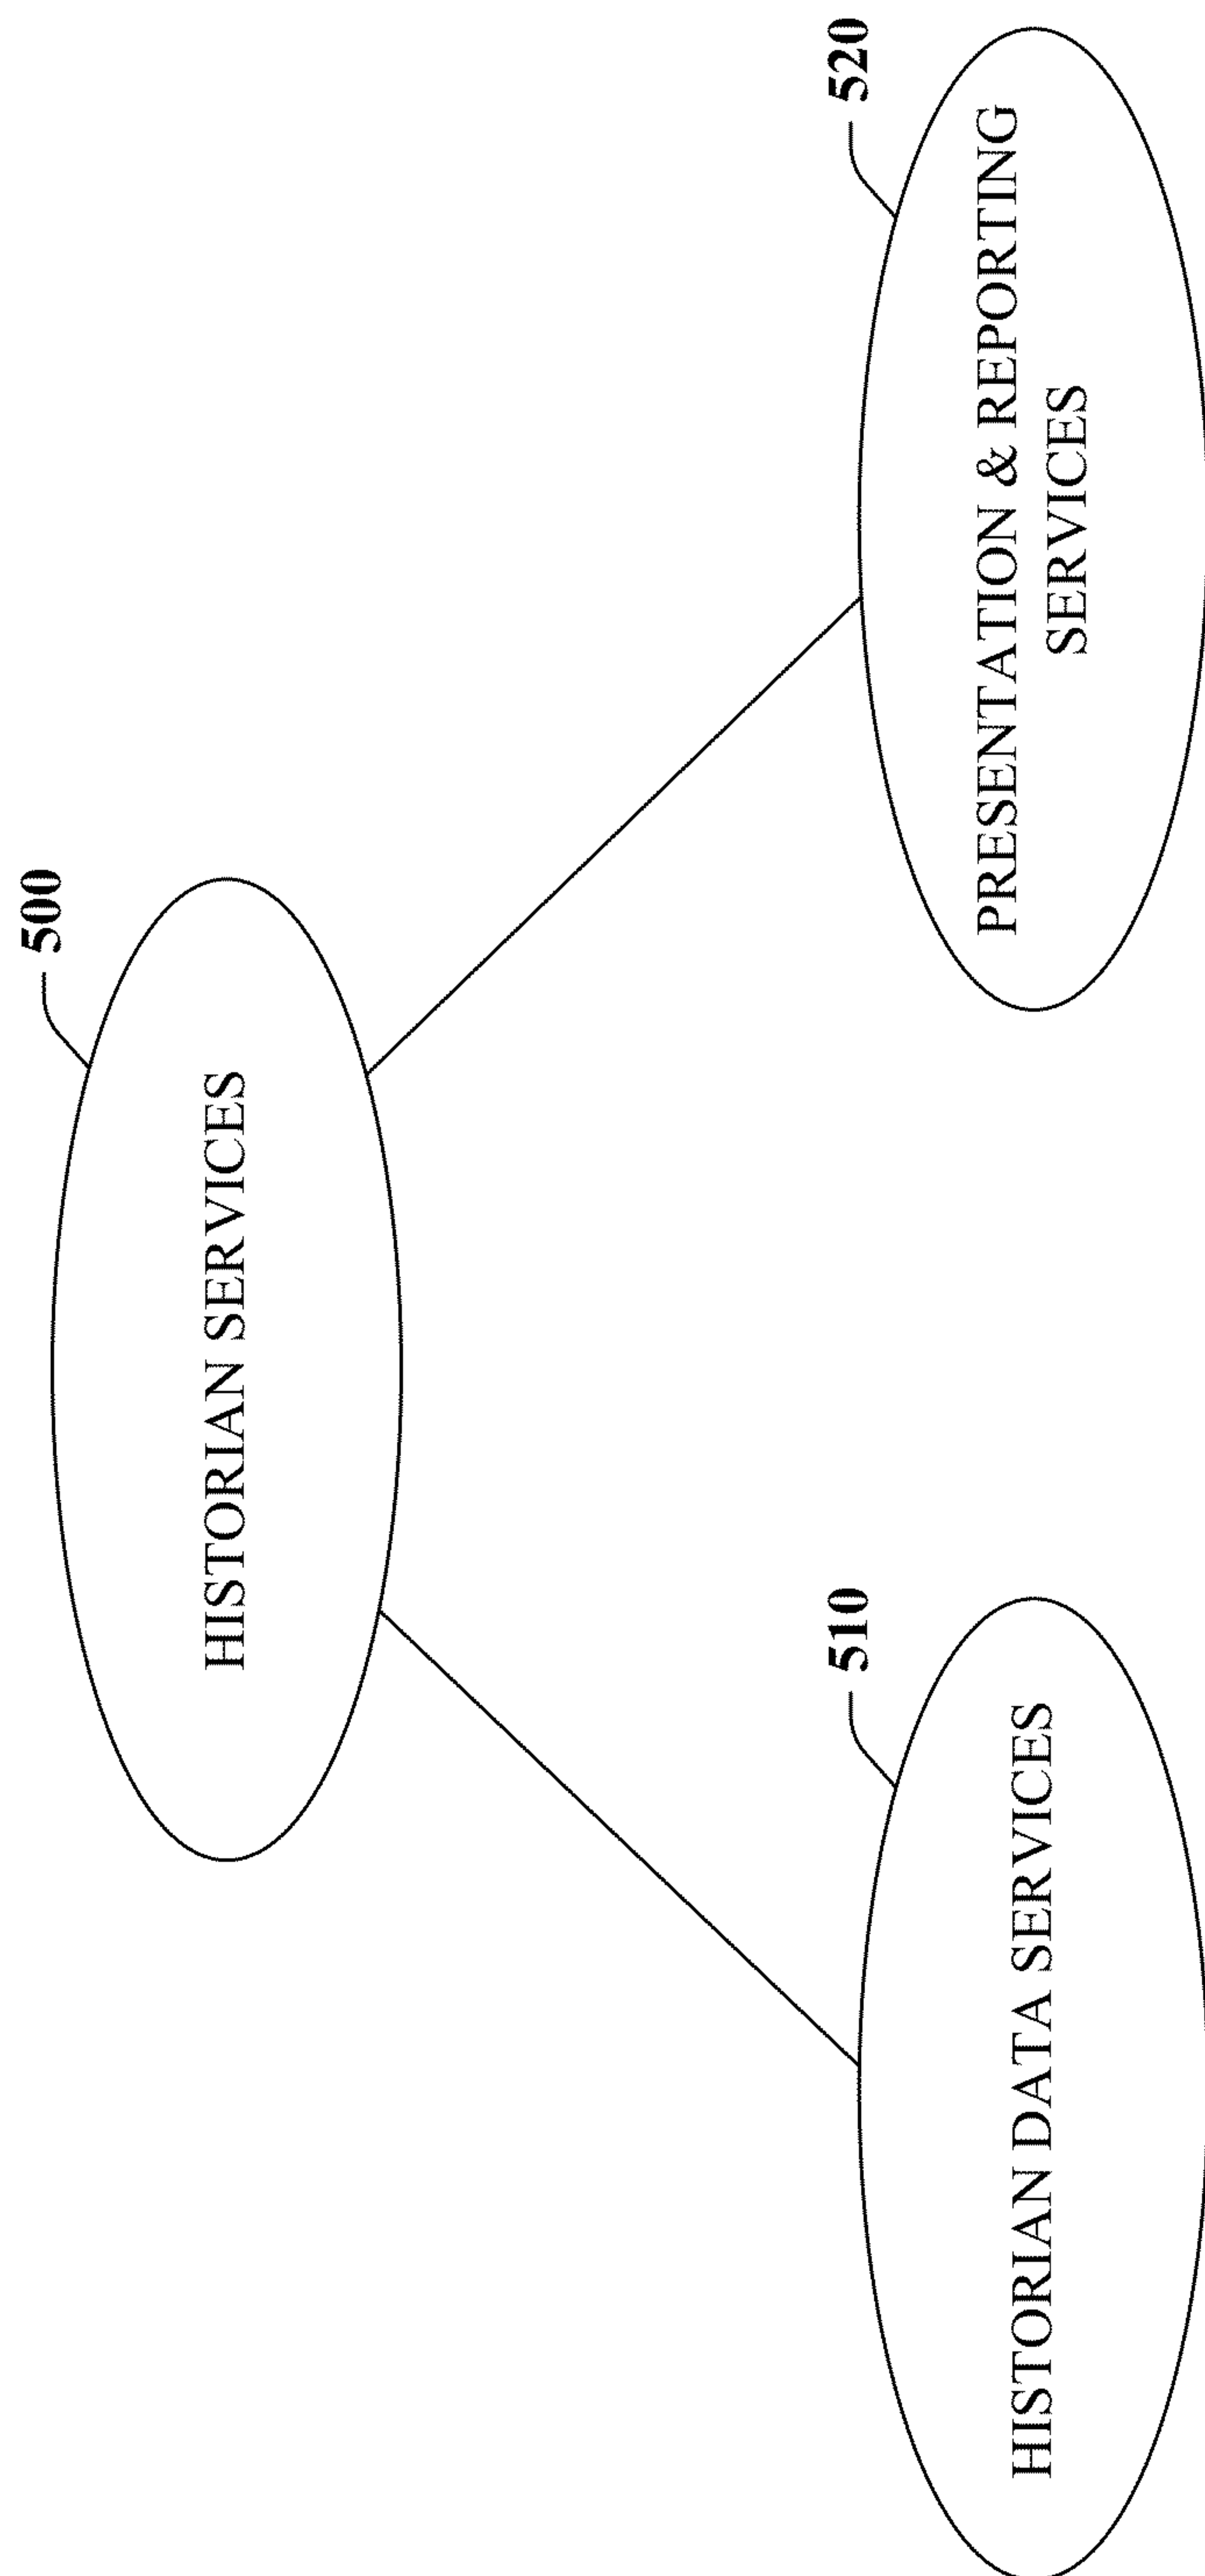 500
HISTORIAN SERVICES
510
HISTORIAN DATA SERVICES
520
PRESENTATION & REPORTING
SERVICES